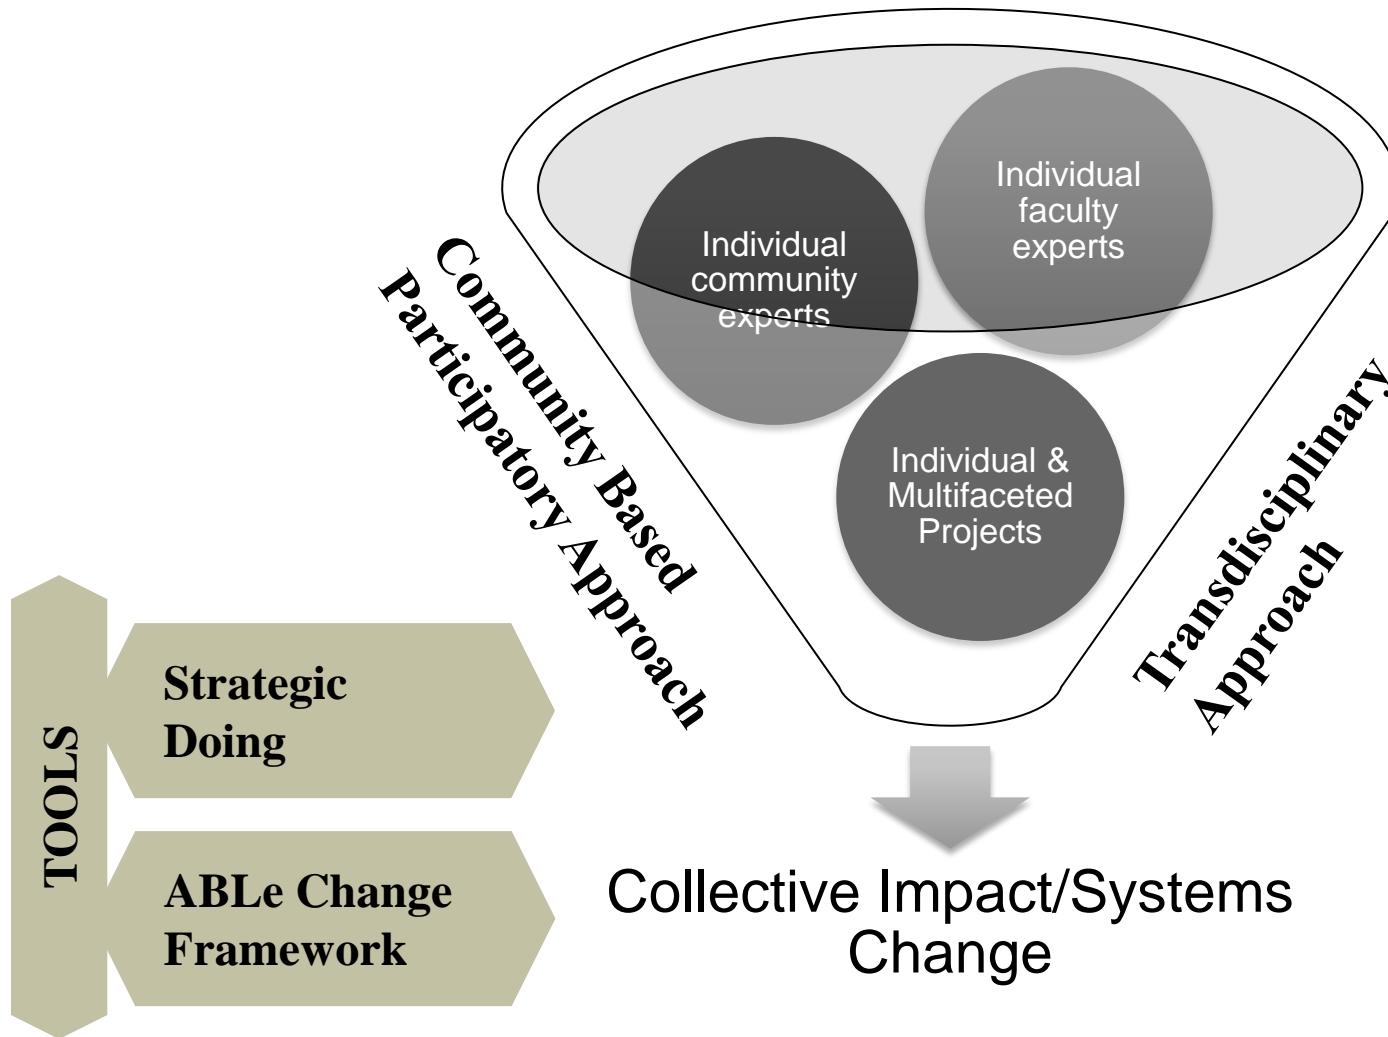 Individual
faculty
experts
Individual
community
experts
Individual &
Multifaceted
Projects
Community Based
Participatory Approach
Transdisciplinary
Approach
TOOLS
Strategic
Doing
ABLe Change
Framework
Collective Impact/Systems
Change